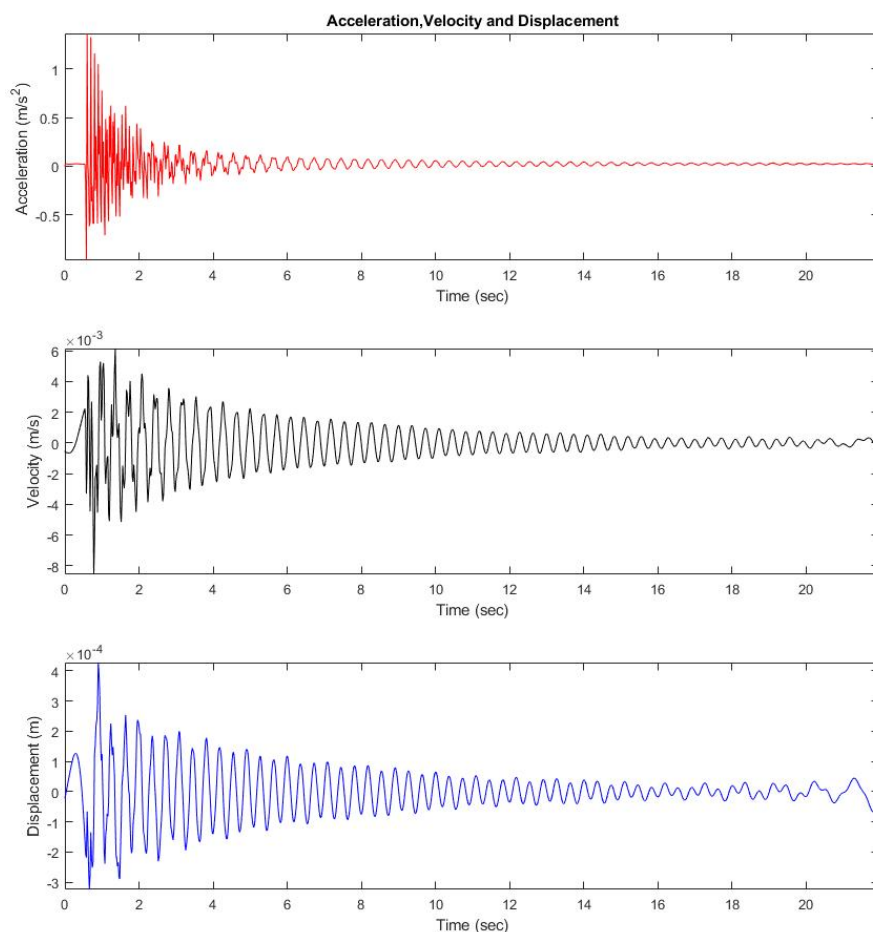 Acceleration,Velocity and Displacement
Acceleration (m/s²)
1
0.5
0
-0.5
0 2 4 6 8 10 12 14 16 18 20
Time (sec)
×10⁻³
Velocity (m/s)
6
4
2
0
-2
-4
-6
-8
0 2 4 6 8 10 12 14 16 18 20
Time (sec)
×10⁻⁴
Displacement (m)
4
3
2
1
0
-1
-2
-3
0 2 4 6 8 10 12 14 16 18 20
Time (sec)